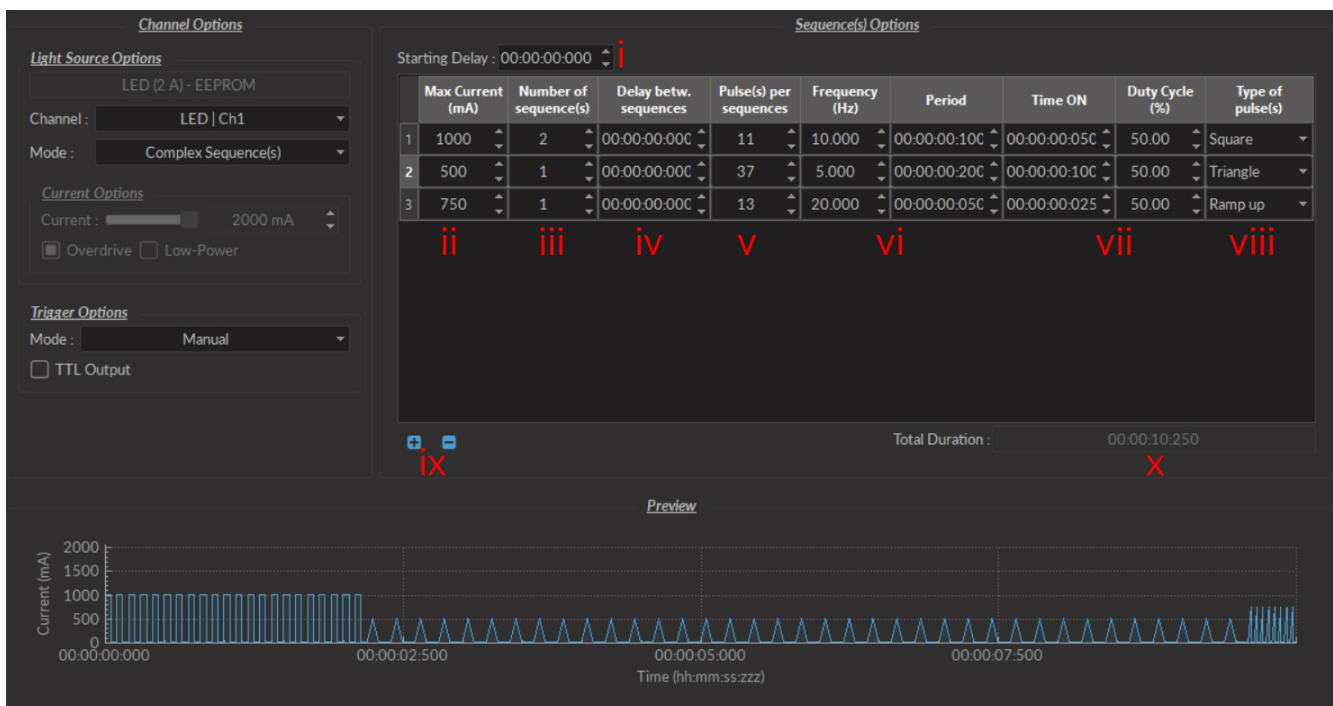 Channel Options
Light Source Options
LED (2 A) - EEPROM
Channel : LED | Ch1
Mode : Complex Sequence(s)
Current Options
Current : 2000 mA
Overdrive Low-Power
Trigger Options
Mode : Manual
TTL Output
Sequence(s) Options
Starting Delay : 00:00:00:000 i
Max Current (mA) Number of sequence(s) Delay betw. sequences Pulse(s) per sequences Frequency (Hz) Period Time ON Duty Cycle (%) Type of pulse(s)
1 1000 2 00:00:00:000 11 10.000 00:00:00:100 00:00:00:050 50.00 Square
2 500 1 00:00:00:000 37 5.000 00:00:00:200 00:00:00:100 50.00 Triangle
3 750 1 00:00:00:000 13 20.000 00:00:00:050 00:00:00:025 50.00 Ramp up
ii iii iv v vi vii viii
Total Duration : 00:00:10:250
ix x
Preview
Current (mA)
2000
1500
1000
500
0
00:00:00:000 00:00:02:500 00:00:05:000 00:00:07:500
Time (hh:mm:ss:zzz)